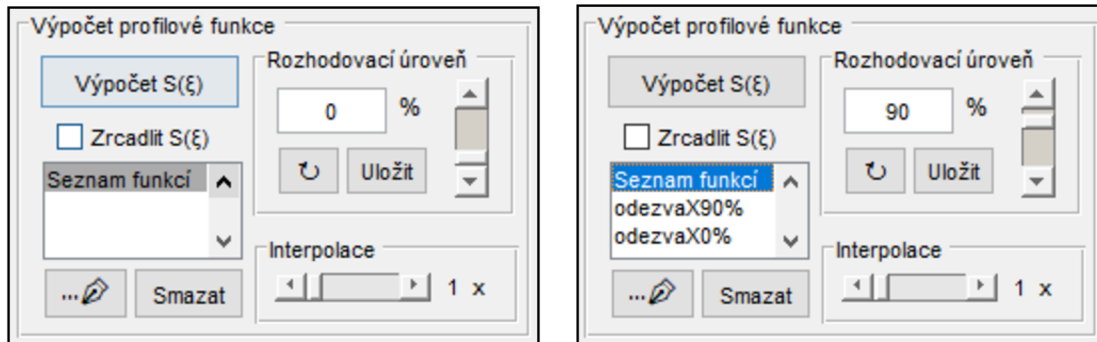 Výpočet profilové funkce
Výpočet S(ξ)
Zrcadlit S(ξ)
Seznam funkcí
... Smazat
Rozhodovací úroveň
0 %
↻ Uložit
Interpolace
1 x
Výpočet profilové funkce
Výpočet S(ξ)
Zrcadlit S(ξ)
Seznam funkcí
odezvaX90%
odezvaX0%
... Smazat
Rozhodovací úroveň
90 %
↻ Uložit
Interpolace
1 x